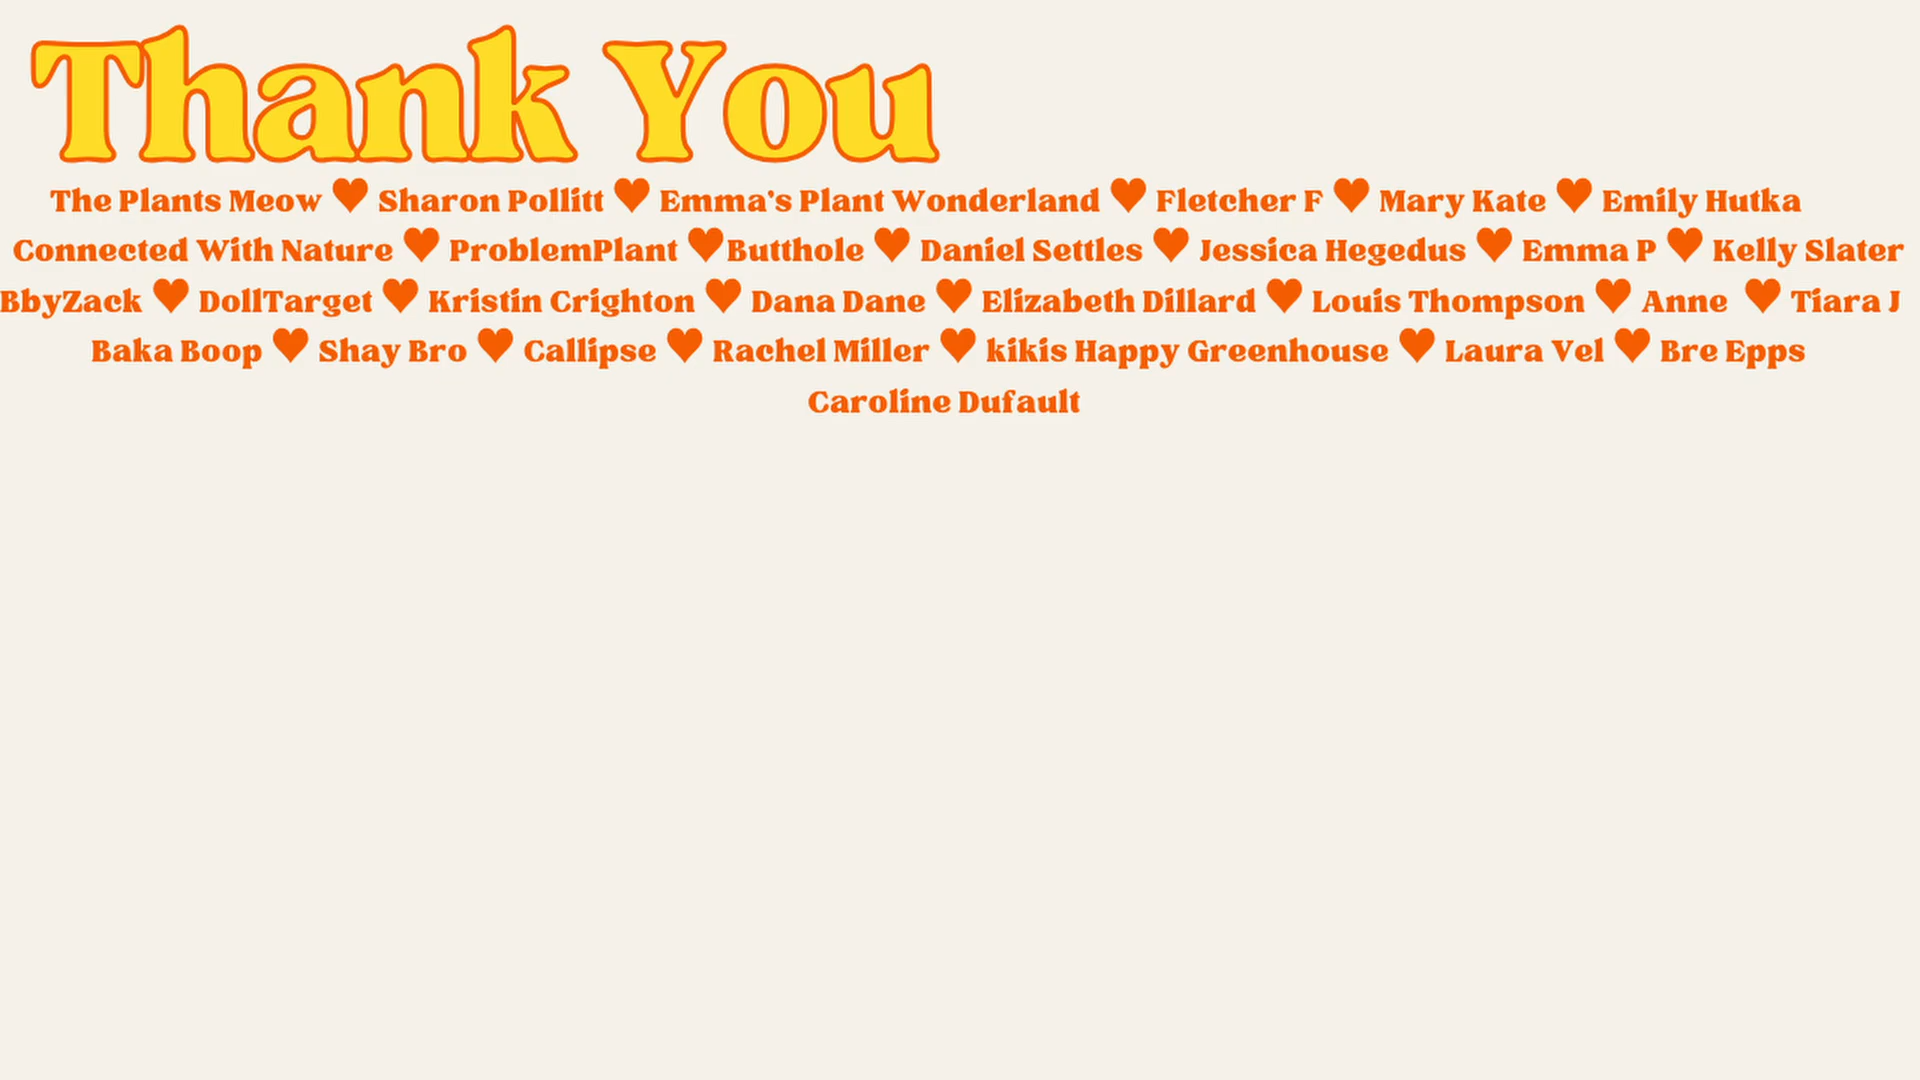 Thank You
The Plants Meow ♥ Sharon Pollitt ♥ Emma's Plant Wonderland ♥ Fletcher F ♥ Mary Kate ♥ Emily Hutka
Connected With Nature ♥ ProblemPlant ♥Butthole ♥ Daniel Settles ♥ Jessica Hegedus ♥ Emma P ♥ Kelly Slater
BbyZack ♥ DollTarget ♥ Kristin Crighton ♥ Dana Dane ♥ Elizabeth Dillard ♥ Louis Thompson ♥ Anne ♥ Tiara J
Baka Boop ♥ Shay Bro ♥ Callipse ♥ Rachel Miller ♥ kikis Happy Greenhouse ♥ Laura Vel ♥ Bre Epps
Caroline Dufault